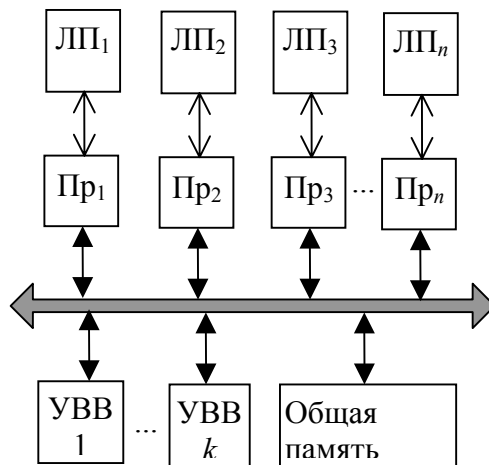 ЛП1 ЛП2 ЛП3 ЛПn
Пр1 Пр2 Пр3 ... Прn
УВВ 1 ... УВВ k
Общая
память